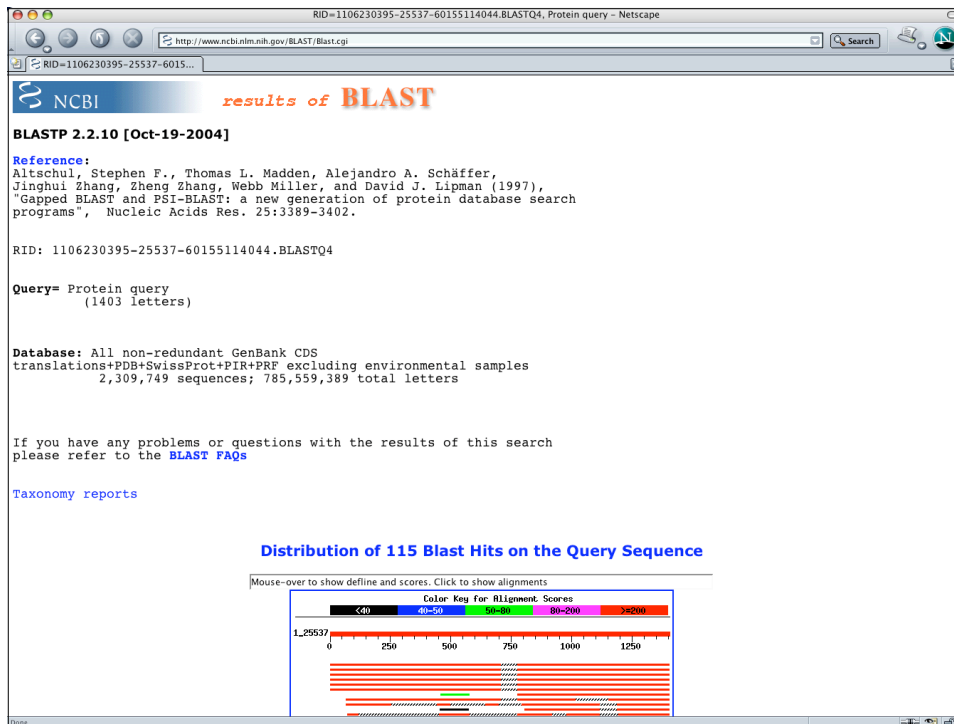 RID=1106230395-25537-60155114044.BLASTQ4, Protein query - Netscape
http://www.ncbi.nlm.nih.gov/BLAST/Blast.cgi
Search
N
RID=1106230395-25537-6015...
NCBI
results of BLAST
BLASTP 2.2.10 [Oct-19-2004]
Reference:
Altschul, Stephen F., Thomas L. Madden, Alejandro A. Schäffer,
Jinghui Zhang, Zheng Zhang, Webb Miller, and David J. Lipman (1997),
"Gapped BLAST and PSI-BLAST: a new generation of protein database search
programs", Nucleic Acids Res. 25:3389-3402.
RID: 1106230395-25537-60155114044.BLASTQ4
Query= Protein query
(1403 letters)
Database: All non-redundant GenBank CDS
translations+PDB+SwissProt+PIR+PRF excluding environmental samples
2,309,749 sequences; 785,559,389 total letters
If you have any problems or questions with the results of this search
please refer to the BLAST FAQs
Taxonomy reports
Distribution of 115 Blast Hits on the Query Sequence
Mouse-over to show defline and scores. Click to show alignments
Color Key for Alignment Scores
<40 40-50 50-80 80-200 >=200
1_25537
0 250 500 750 1000 1250
Done